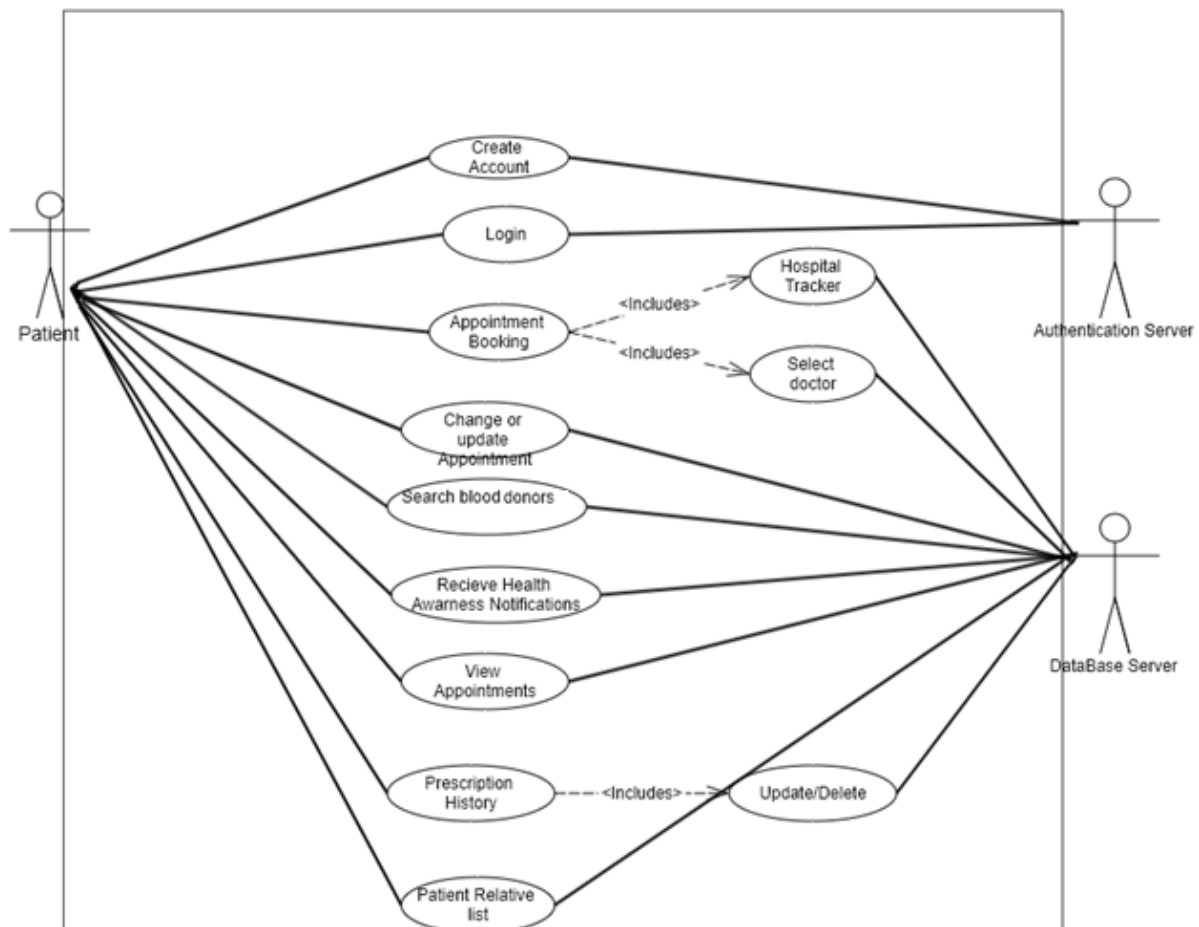 Create
Account
Login
Hospital
Tracker
<Includes>
Patient
Appointment
Booking
Authentication Server
<Includes>
Select
doctor
Change or
update
Appointment
Search blood donors
Recieve Health
Awarness Notifications
View
Appointments
DataBase Server
Prescription
History
<Includes>
Update/Delete
Patient Relative
list